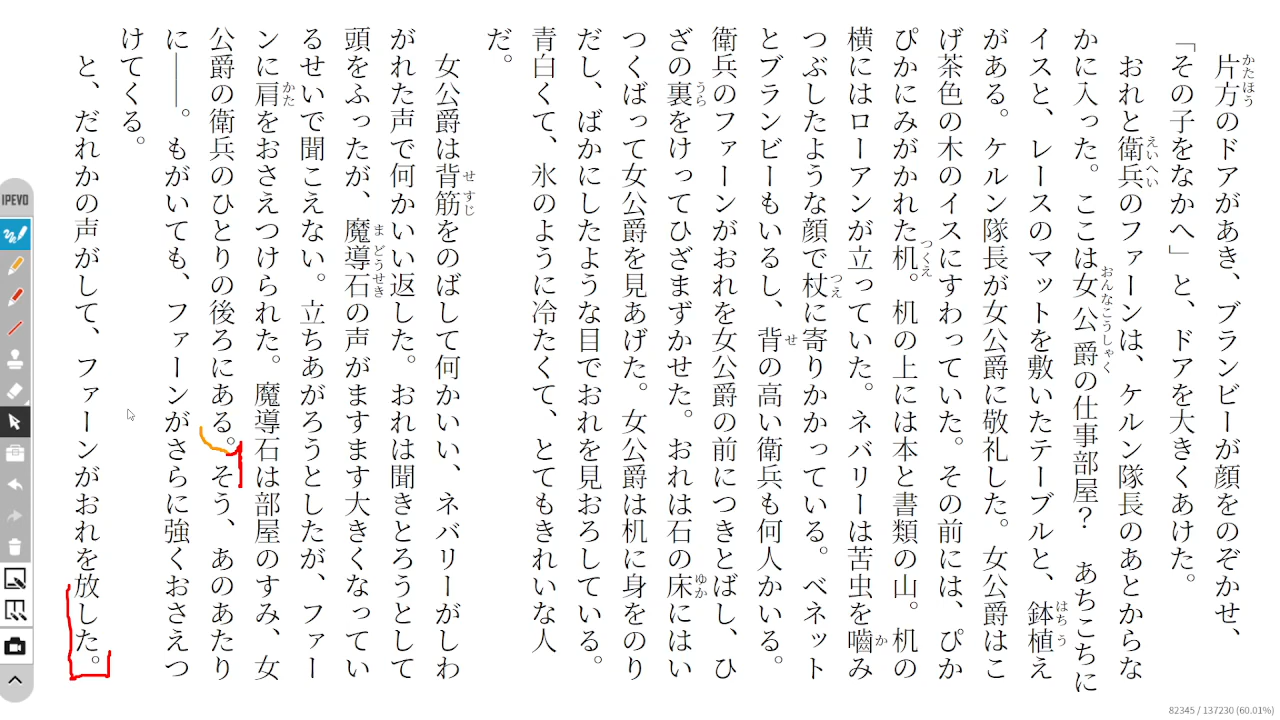 片方のドアがあき、ブランビーが顔をのぞかせ、
「その子をなかへ」と、ドアを大きくあけた。
おれと衛兵のファーンは、ケルン隊長のあとからな
かに入った。ここは女公爵の仕事部屋？　あちこちに
イスと、レースのマットを敷いたテーブルと、鉢植え
がある。ケルン隊長が女公爵に敬礼した。女公爵はこ
げ茶色の木のイスにすわっていた。その前には、ぴか
ぴかにみがかれた机。机の上には本と書類の山。机の
横にはローアンが立っていた。ネバリーは苦虫を嚙み
つぶしたような顔で杖に寄りかかっている。ベネット
とブランビーもいるし、背の高い衛兵も何人かいる。
衛兵のファーンがおれを女公爵の前につきとばし、ひ
ざの裏をけってひざまずかせた。おれは石の床にはい
つくばって女公爵を見あげた。女公爵は机に身をのり
だし、ばかにしたような目でおれを見おろしている。
青白くて、氷のように冷たくて、とてもきれいな人
だ。
女公爵は背筋をのばして何かいい、ネバリーがしわ
がれた声で何かいい返した。おれは聞きとろうとして
頭をふったが、魔導石の声がますます大きくなってい
るせいで聞こえない。立ちあがろうとしたが、ファー
ンに肩をおさえつけられた。魔導石は部屋のすみ、女
公爵の衛兵のひとりの後ろにある。そう、あのあたり
に――。もがいても、ファーンがさらに強くおさえつ
けてくる。
と、だれかの声がして、ファーンがおれを放した。
IPEVO
82345 / 137230 (60.01%)